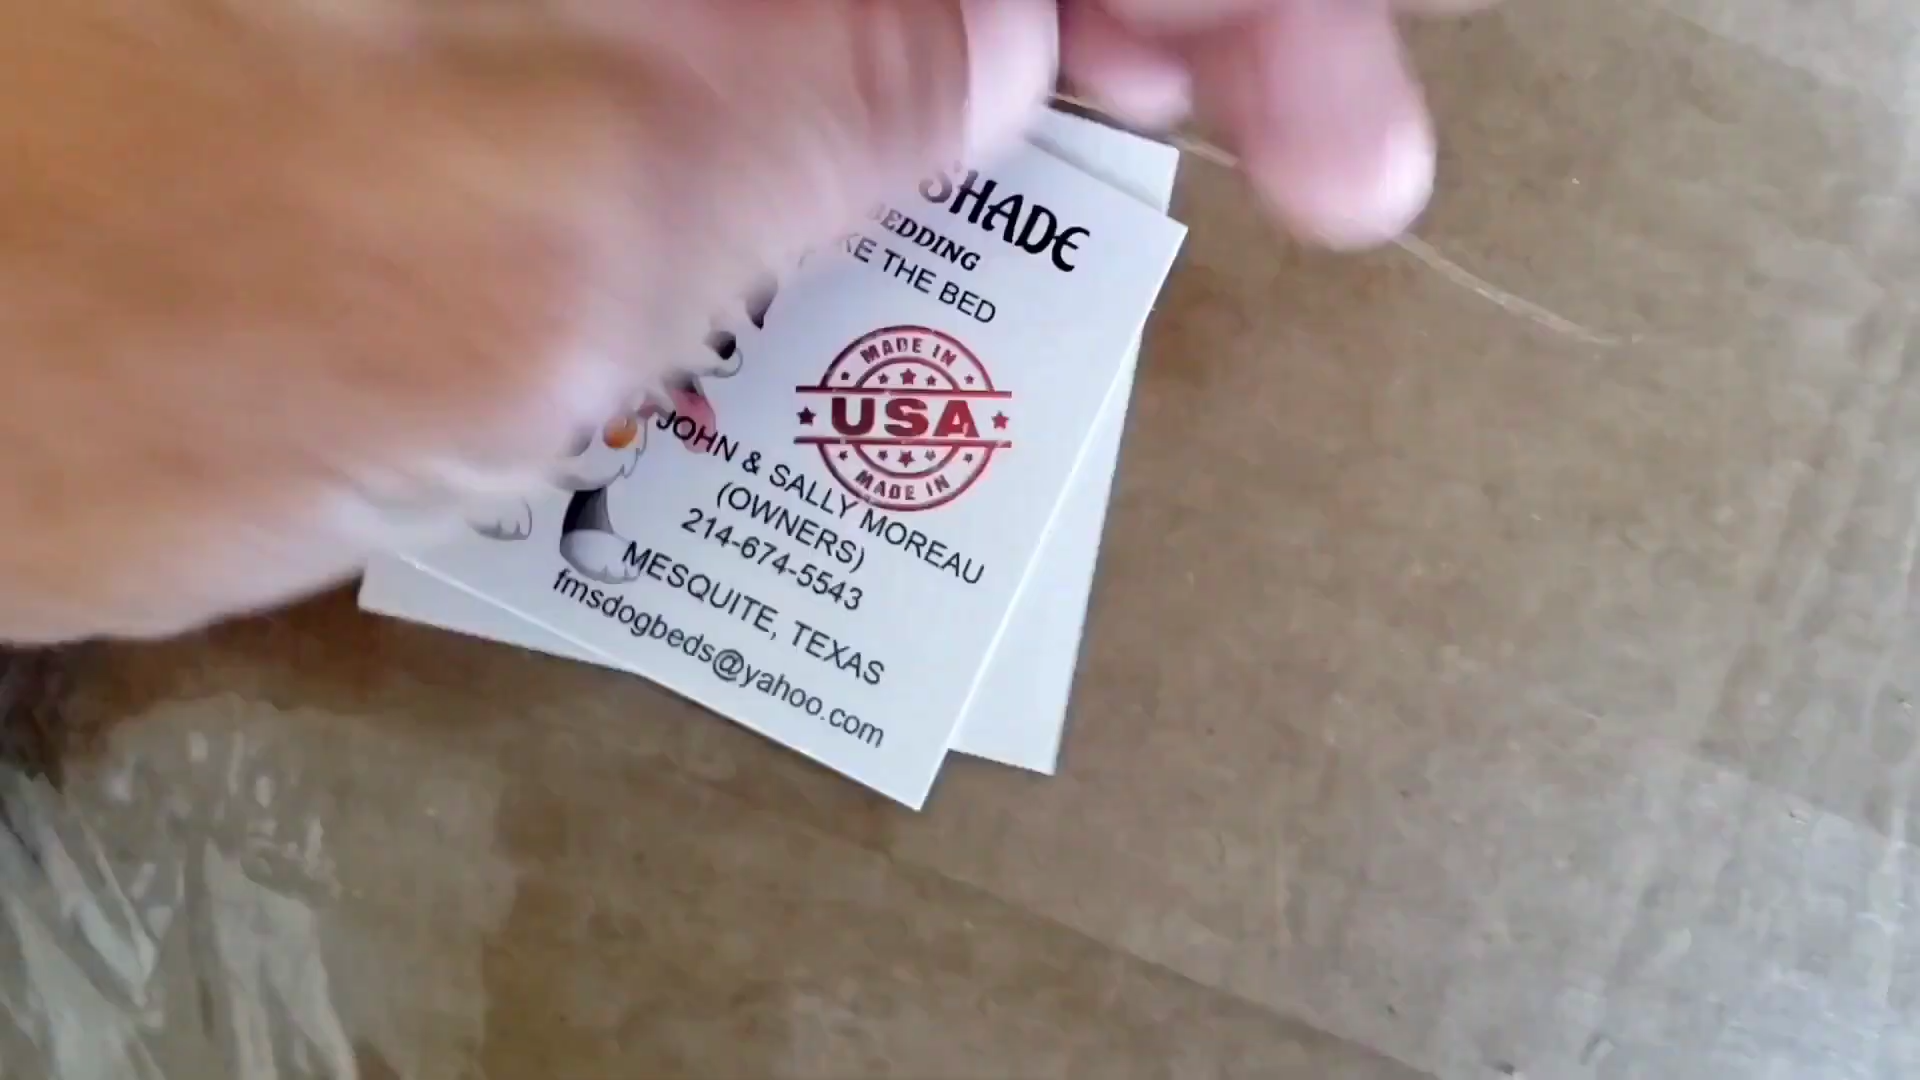 SHADE
BEDDING
KE THE BED
MADE IN
USA
MADE IN
JOHN & SALLY MOREAU
(OWNERS)
214-674-5543
MESQUITE, TEXAS
fmsdogbeds@yahoo.com